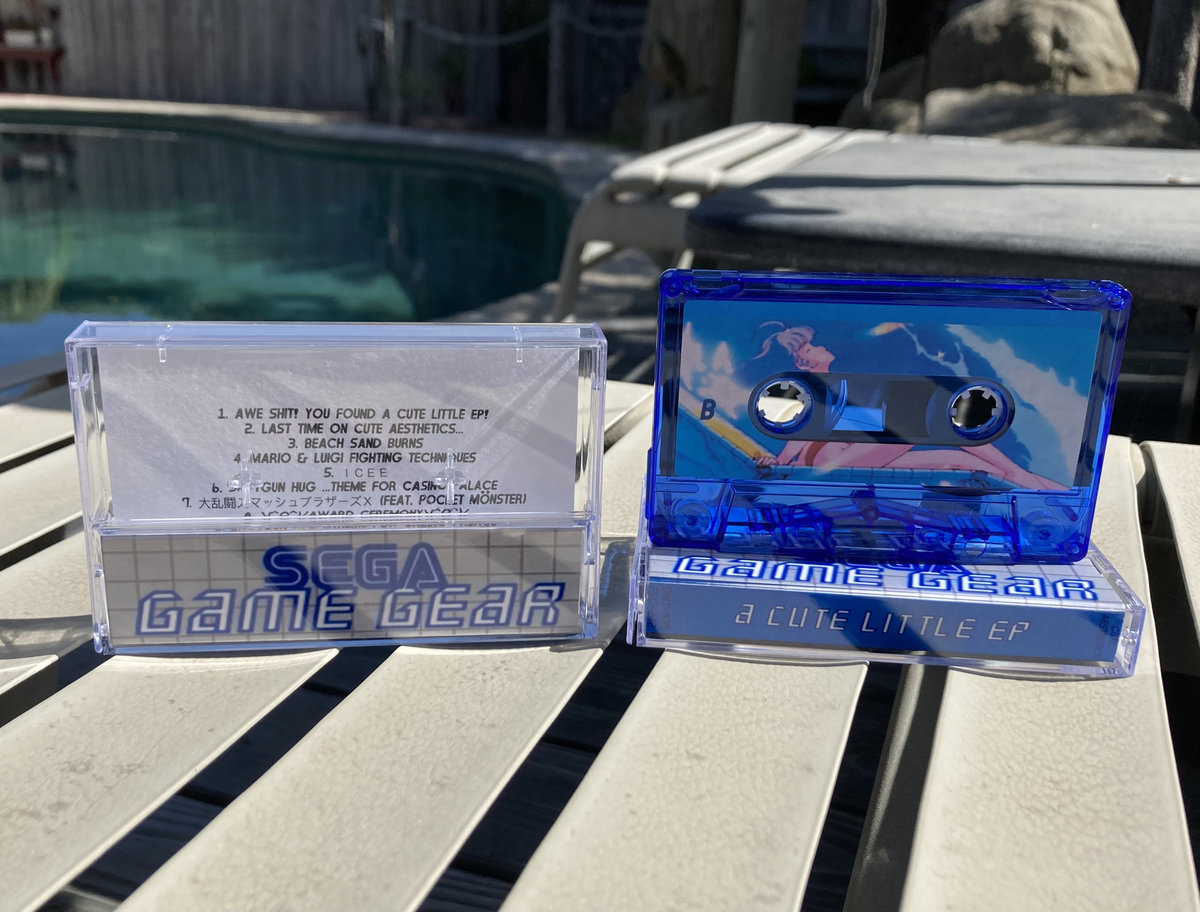 1. AWE SHIT! YOU FOUND A CUTE LITTLE EP!
2. LAST TIME ON CUTE AESTHETICS...
3. BEACH SAND BURNS
4. MARIO & LUIGI FIGHTING TECHNIQUES
5. ICEE
6. GUN HUG ...THEME FOR CASINO PALACE
7. 大乱闘スマッシュブラザーズX (FEAT. POCKET MÖNSTER)
AWARD CEREMONY
SEGA
GAME GEAR
B
GAME GEAR
A CUTE LITTLE EP